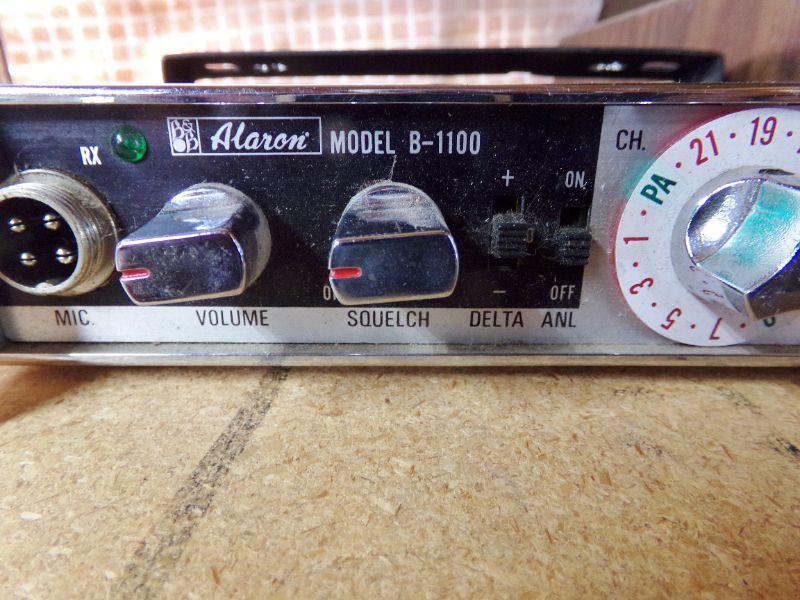 RX
B&B
Alaron
MODEL B-1100
+
ON
-
OFF
MIC.
VOLUME
SQUELCH
DELTA
ANL
CH.
PA
21
19
1
3
5
7